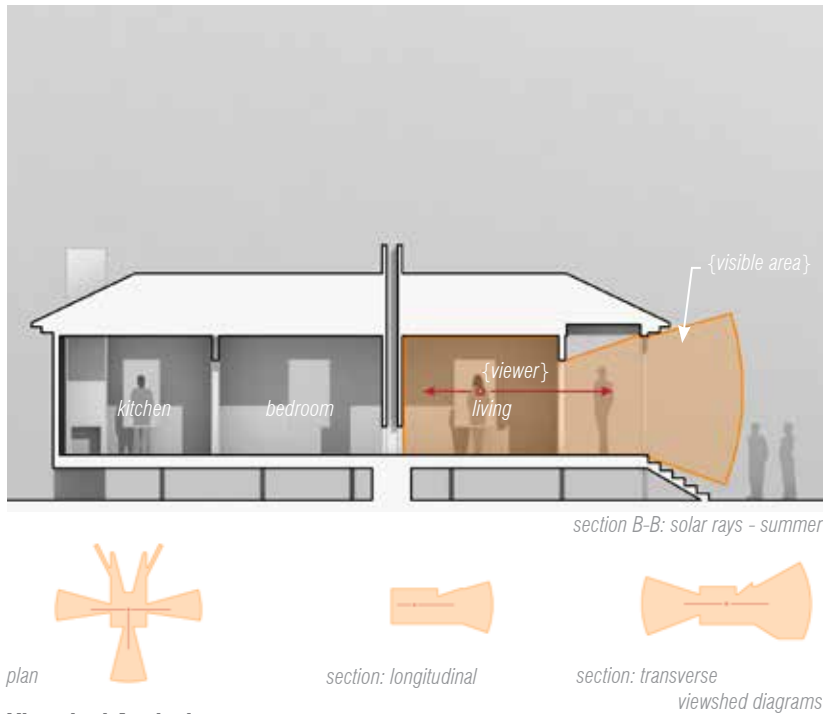 {visible area}
{viewer}
kitchen
bedroom
living
section B-B: solar rays - summer
plan
section: longitudinal
section: transverse
viewshed diagrams